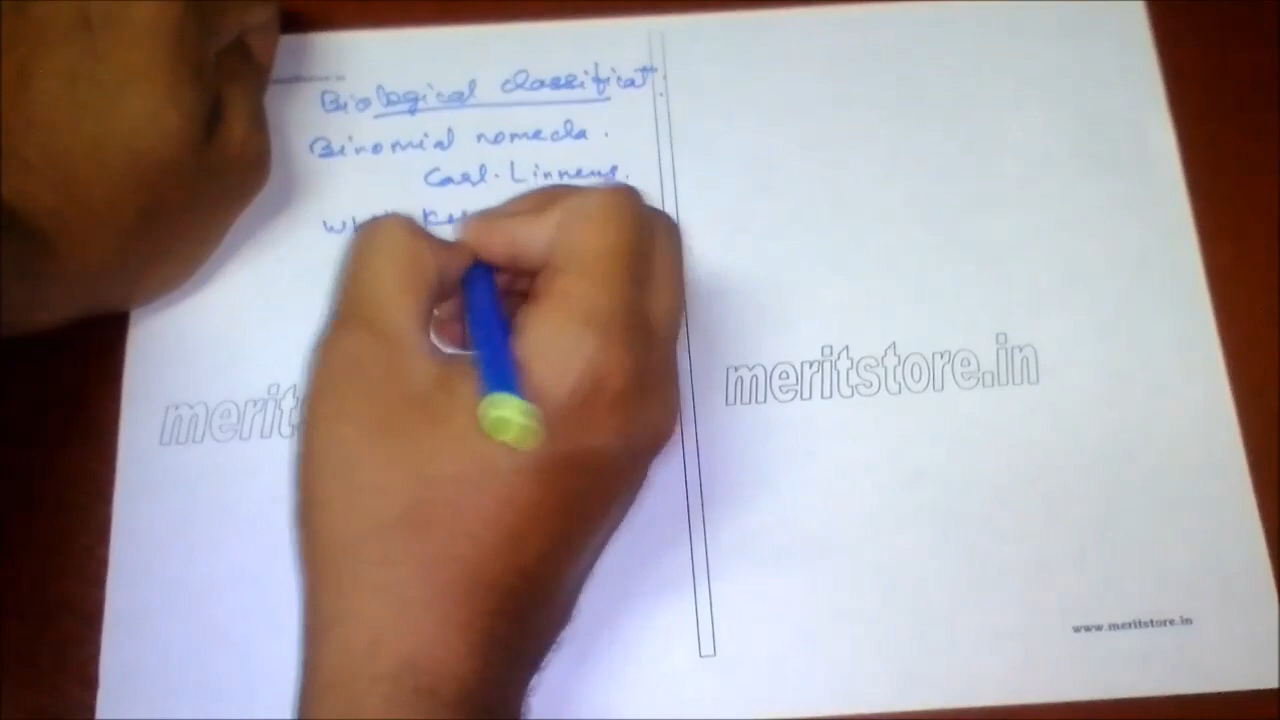 Biological classificat.
Binomial nomecla.
Carl. Linneus.
meritstore.in
www.meritstore.in